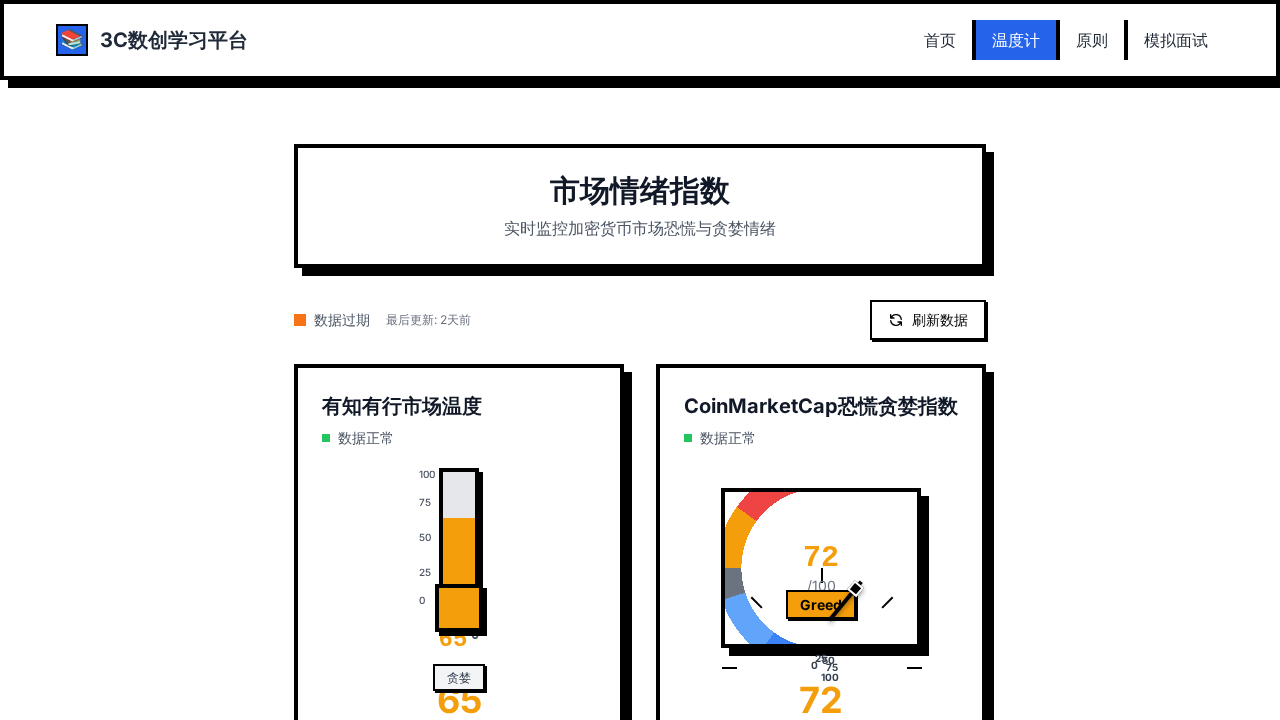 3C数创学习平台
首页
温度计
原则
模拟面试
市场情绪指数
实时监控加密货币市场恐慌与贪婪情绪
数据过期
最后更新: 2天前
刷新数据
有知有行市场温度
数据正常
100
75
50
25
0
65°
贪婪
65
CoinMarketCap恐慌贪婪指数
数据正常
72
/100
Greed
0
25
50
75
100
72